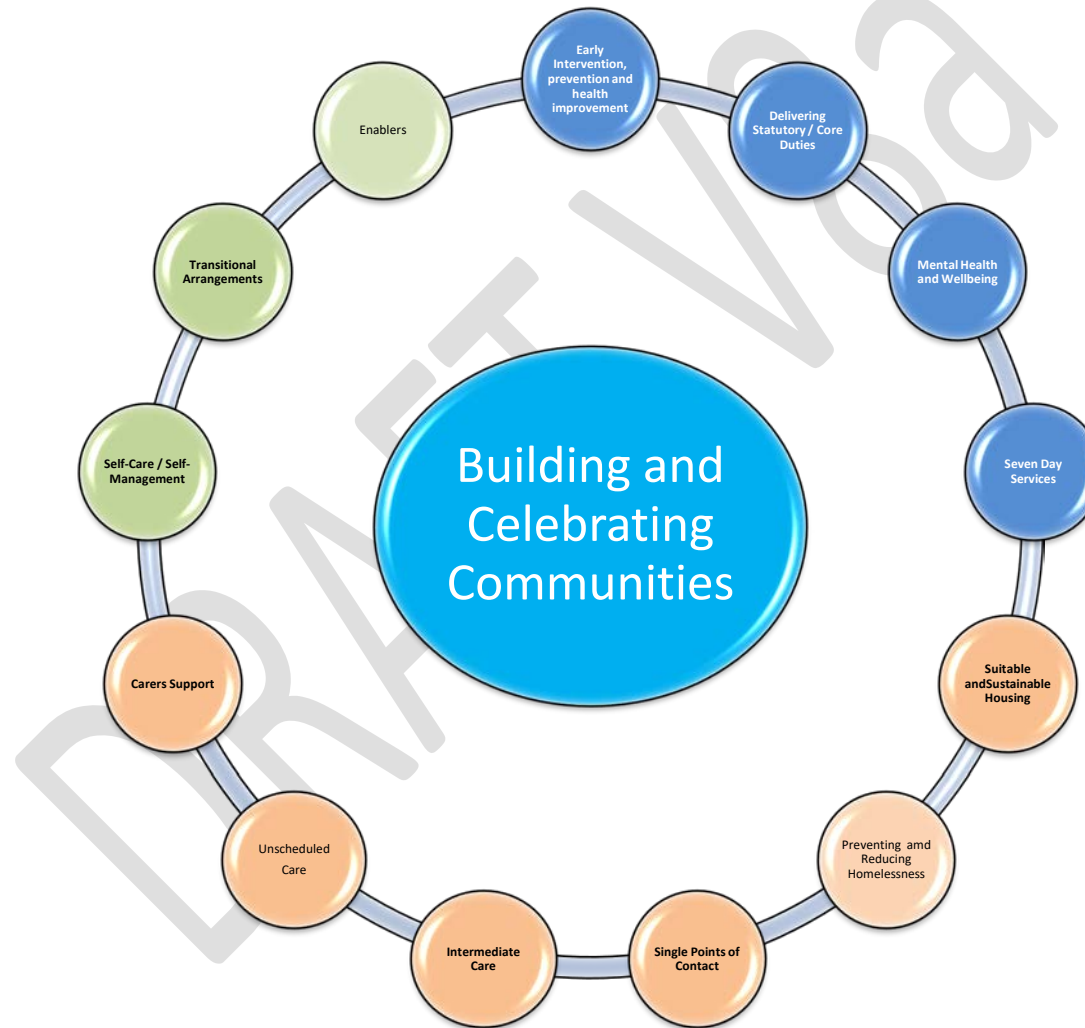 Early
Intervention,
prevention and
health
improvement
Delivering
Statutory / Core
Duties
Mental Health
and Wellbeing
Seven Day
Services
Suitable
andSustainable
Housing
Preventing amd
Reducing
Homelessness
Single Points of
Contact
Intermediate
Care
Unscheduled
Care
Carers Support
Self-Care / Self-
Management
Transitional
Arrangements
Enablers
Building and
Celebrating
Communities
DRAFT V8a